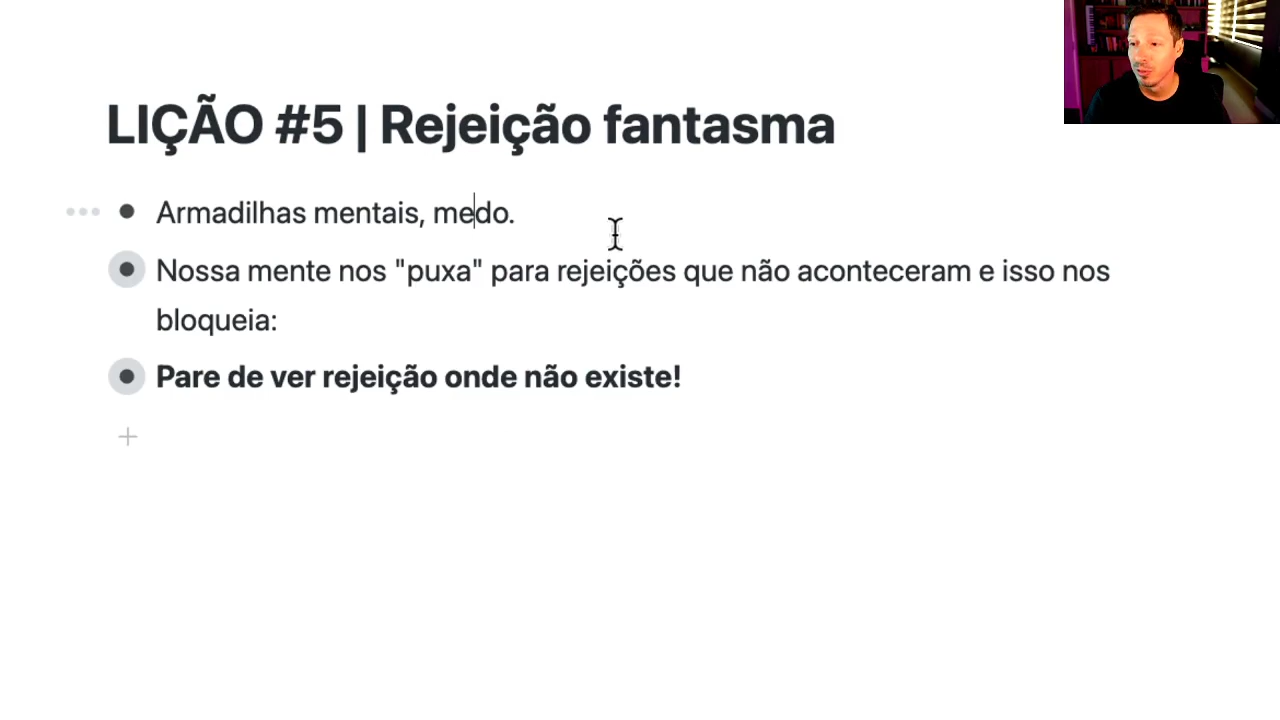 LIÇÃO #5 | Rejeição fantasma
Armadilhas mentais, medo.
Nossa mente nos "puxa" para rejeições que não aconteceram e isso nos
bloqueia:
Pare de ver rejeição onde não existe!